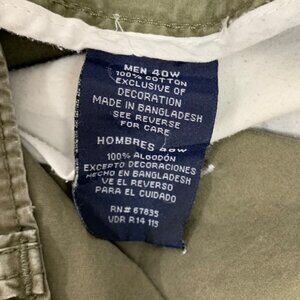 MEN 40W
100% COTTON
EXCLUSIVE OF
DECORATION
MADE IN BANGLADESH
SEE REVERSE
FOR CARE
HOMBRES 40W
100% ALGODÓN
EXCEPTO DECORACIONES
HECHO EN BANGLADESH
VE EL REVERSO
PARA EL CUIDADO
RN# 67835
VDR R14 115